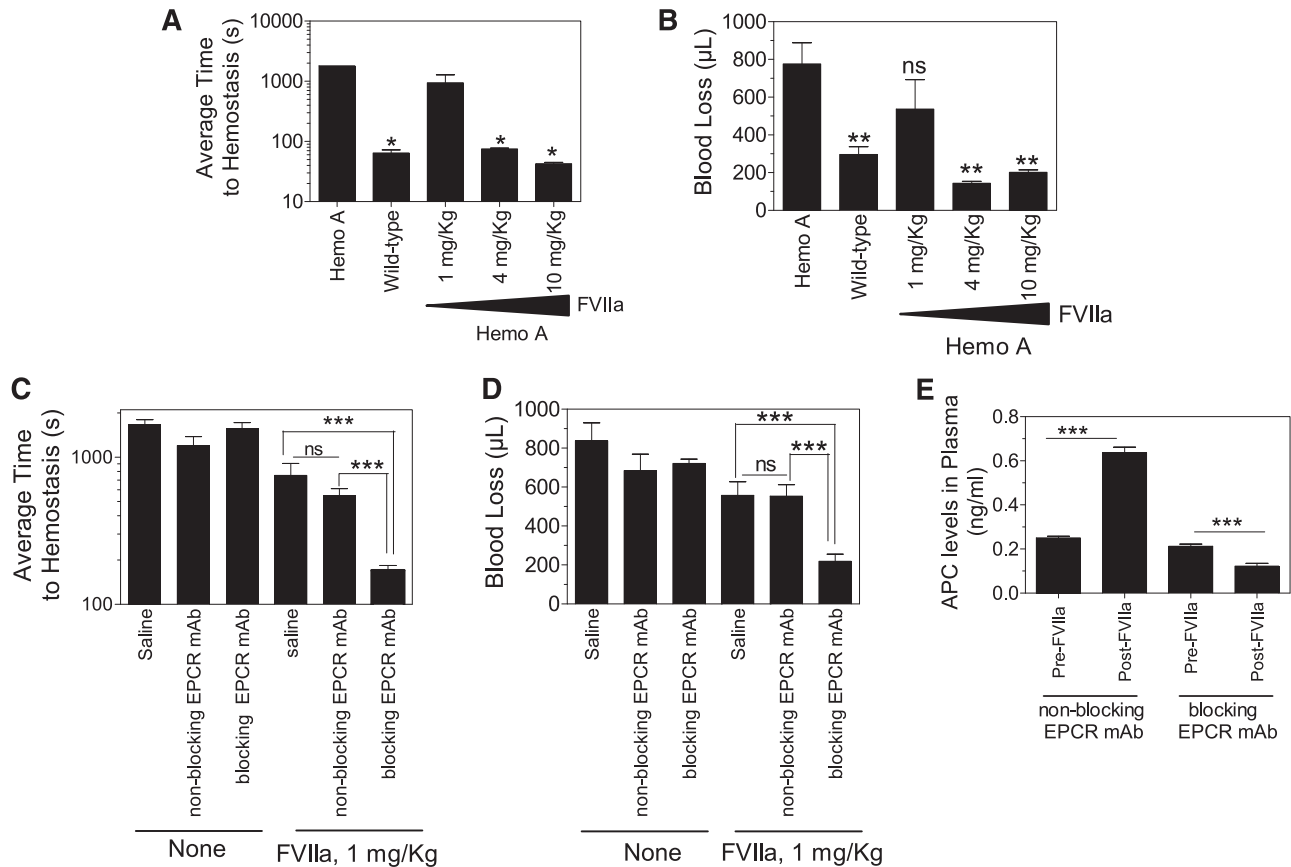 A
Average Time
to Hemostasis (s)
10000
1000
100
10
*
*
*
Hemo A
Wild-type
1 mg/Kg
4 mg/Kg
10 mg/Kg
FVIIa
Hemo A
B
Blood Loss (μL)
1000
800
600
400
200
0
**
ns
**
**
Hemo A
Wild-type
1 mg/Kg
4 mg/Kg
10 mg/Kg
FVIIa
Hemo A
C
Average Time
to Hemostasis (s)
1000
100
***
ns
***
Saline
non-blocking EPCR mAb
blocking EPCR mAb
saline
non-blocking EPCR mAb
blocking EPCR mAb
None
FVIIa, 1 mg/Kg
D
Blood Loss (μL)
1000
800
600
400
200
0
***
***
ns
Saline
non-blocking EPCR mAb
blocking EPCR mAb
Saline
non-blocking EPCR mAb
blocking EPCR mAb
None
FVIIa, 1 mg/Kg
E
APC levels in Plasma
(ng/ml)
0.8
0.6
0.4
0.2
0.0
***
***
Pre-FVIIa
Post-FVIIa
Pre-FVIIa
Post-FVIIa
non-blocking
EPCR mAb
blocking
EPCR mAb